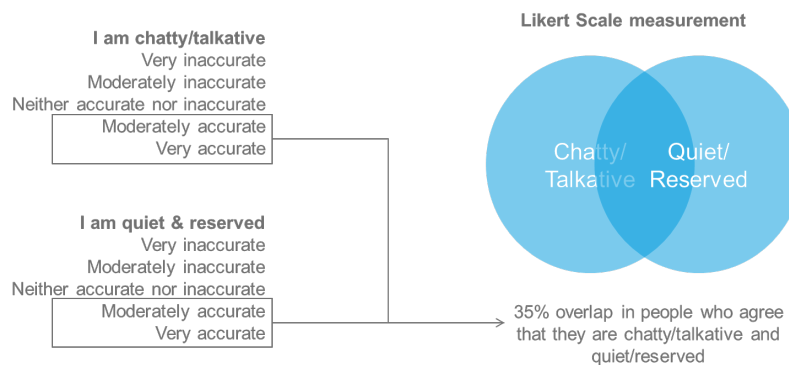 I am chatty/talkative
Very inaccurate
Moderately inaccurate
Neither accurate nor inaccurate
Moderately accurate
Very accurate
I am quiet & reserved
Very inaccurate
Moderately inaccurate
Neither accurate nor inaccurate
Moderately accurate
Very accurate
Likert Scale measurement
Chatty/
Talkative
Quiet/
Reserved
35% overlap in people who agree
that they are chatty/talkative and
quiet/reserved